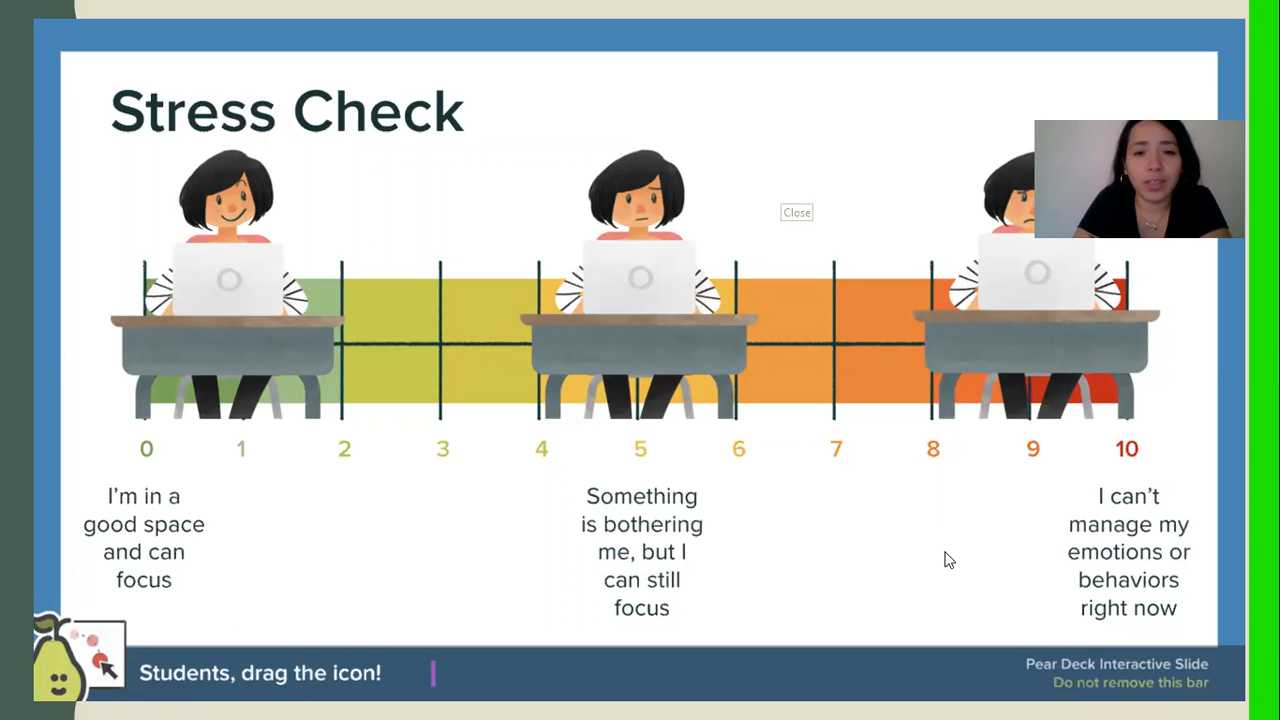 Stress Check
Close
0 1 2 3 4 5 6 7 8 9 10
I'm in a
good space
and can
focus
Something
is bothering
me, but I
can still
focus
I can't
manage my
emotions or
behaviors
right now
Students, drag the icon!
Pear Deck Interactive Slide
Do not remove this bar